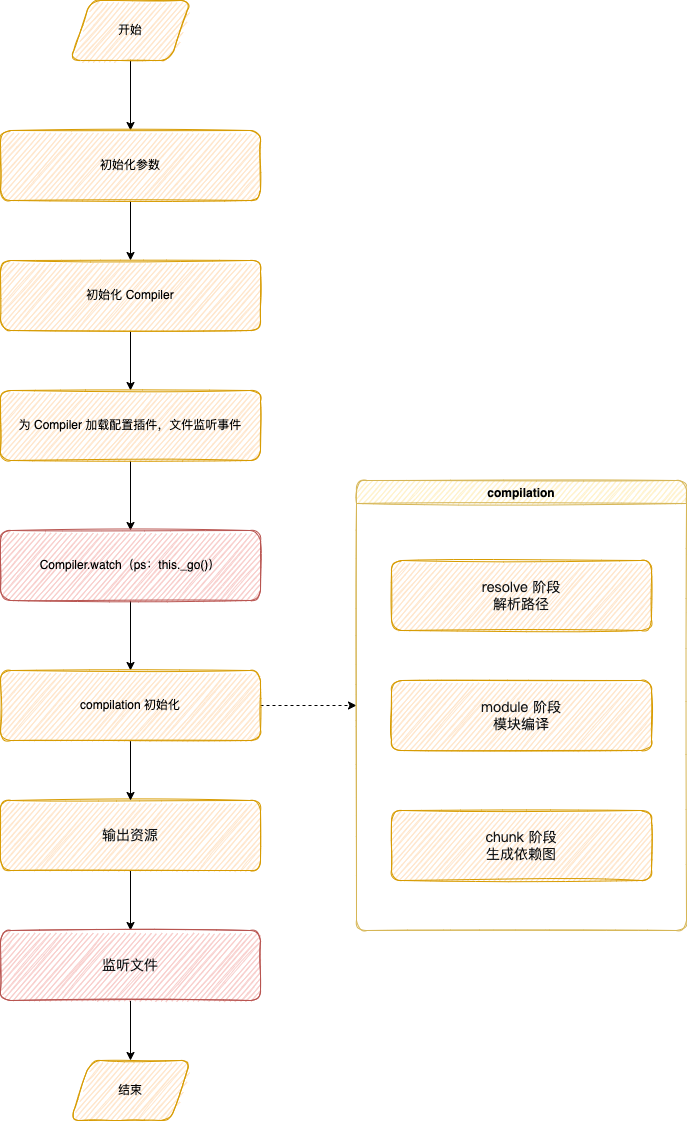 开始
初始化参数
初始化 Compiler
为 Compiler 加载配置插件，文件监听事件
Compiler.watch（ps：this._go()）
compilation 初始化
输出资源
监听文件
结束
compilation
resolve 阶段
解析路径
module 阶段
模块编译
chunk 阶段
生成依赖图